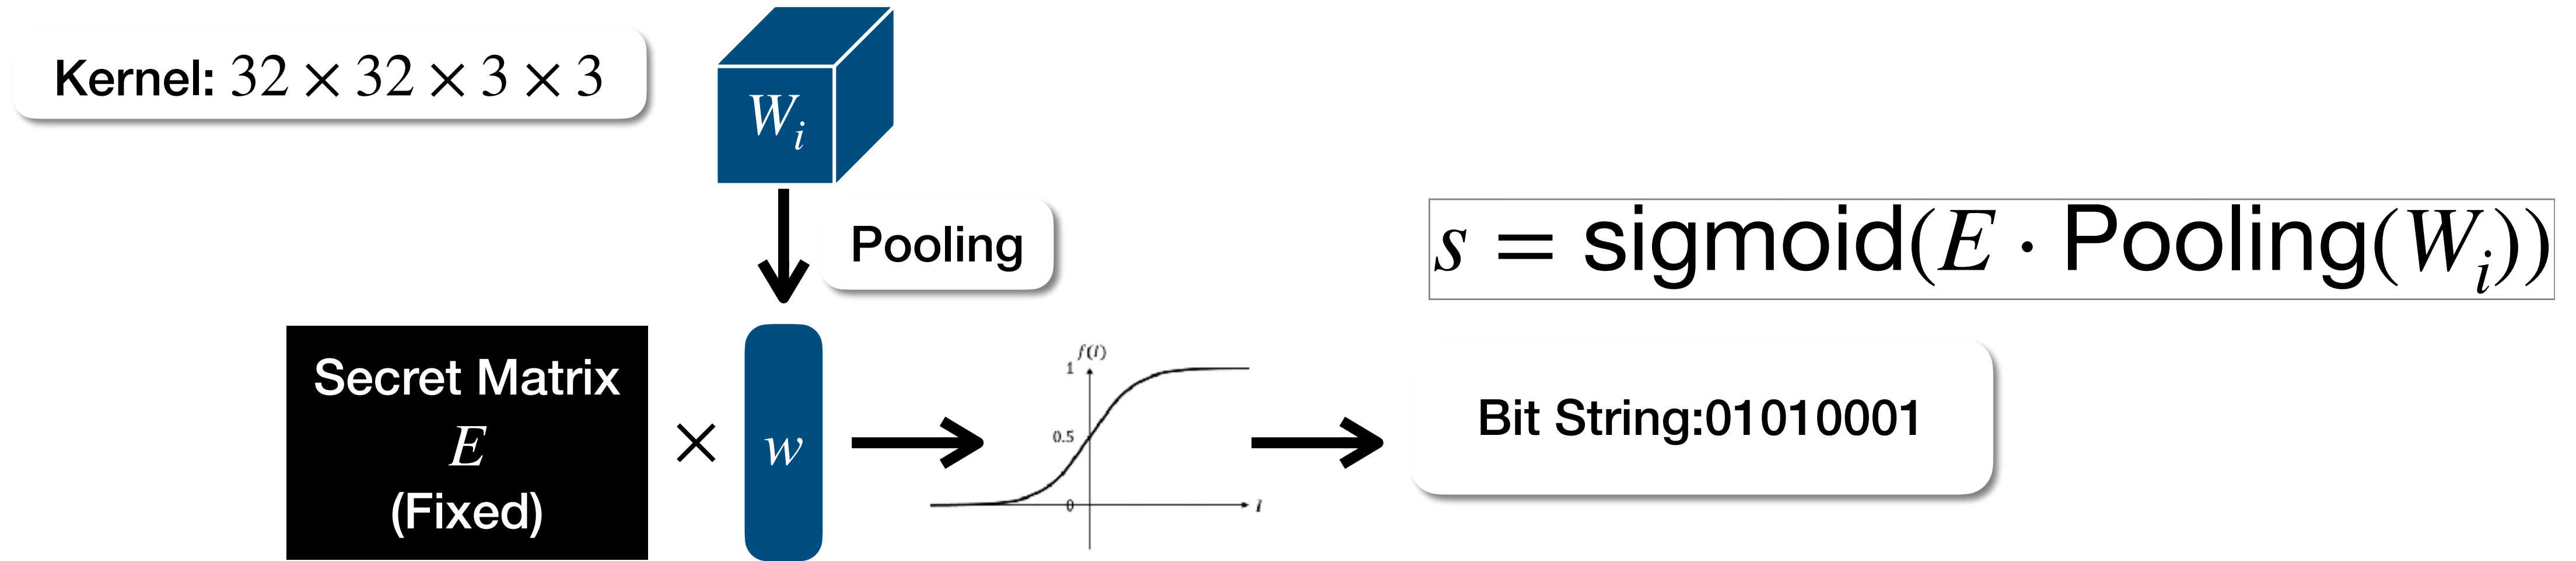 Kernel: 32 × 32 × 3 × 3
W_i
Pooling
s = sigmoid(E · Pooling(W_i))
Secret Matrix
E
(Fixed)
×
w
f(I)
1
0.5
0
I
Bit String:01010001